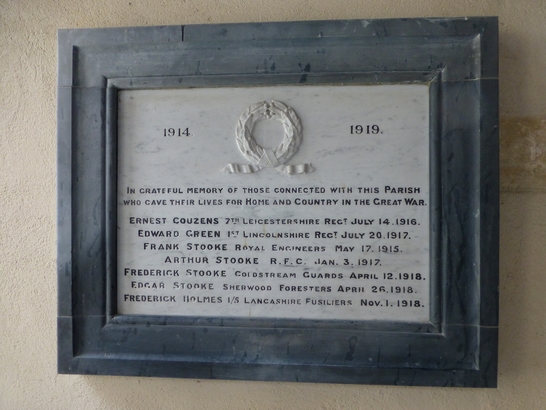 1914 1919.
IN GRATEFUL MEMORY OF THOSE CONNECTED WITH THIS PARISH
WHO GAVE THEIR LIVES FOR HOME AND COUNTRY IN THE GREAT WAR.
ERNEST COUZENS 7TH LEICESTERSHIRE REGT JULY 14. 1916.
EDWARD GREEN 1ST LINCOLNSHIRE REGT JULY 20. 1917.
FRANK STOOKE ROYAL ENGINEERS MAY 17. 1915.
ARTHUR STOOKE R.F.C. JAN. 3. 1917.
FREDERICK STOOKE COLDSTREAM GUARDS APRIL 12. 1918.
EDGAR STOOKE SHERWOOD FORESTERS APRIL 26. 1918.
FREDERICK HOLMES 1/5 LANCASHIRE FUSILIERS NOV. 1. 1918.